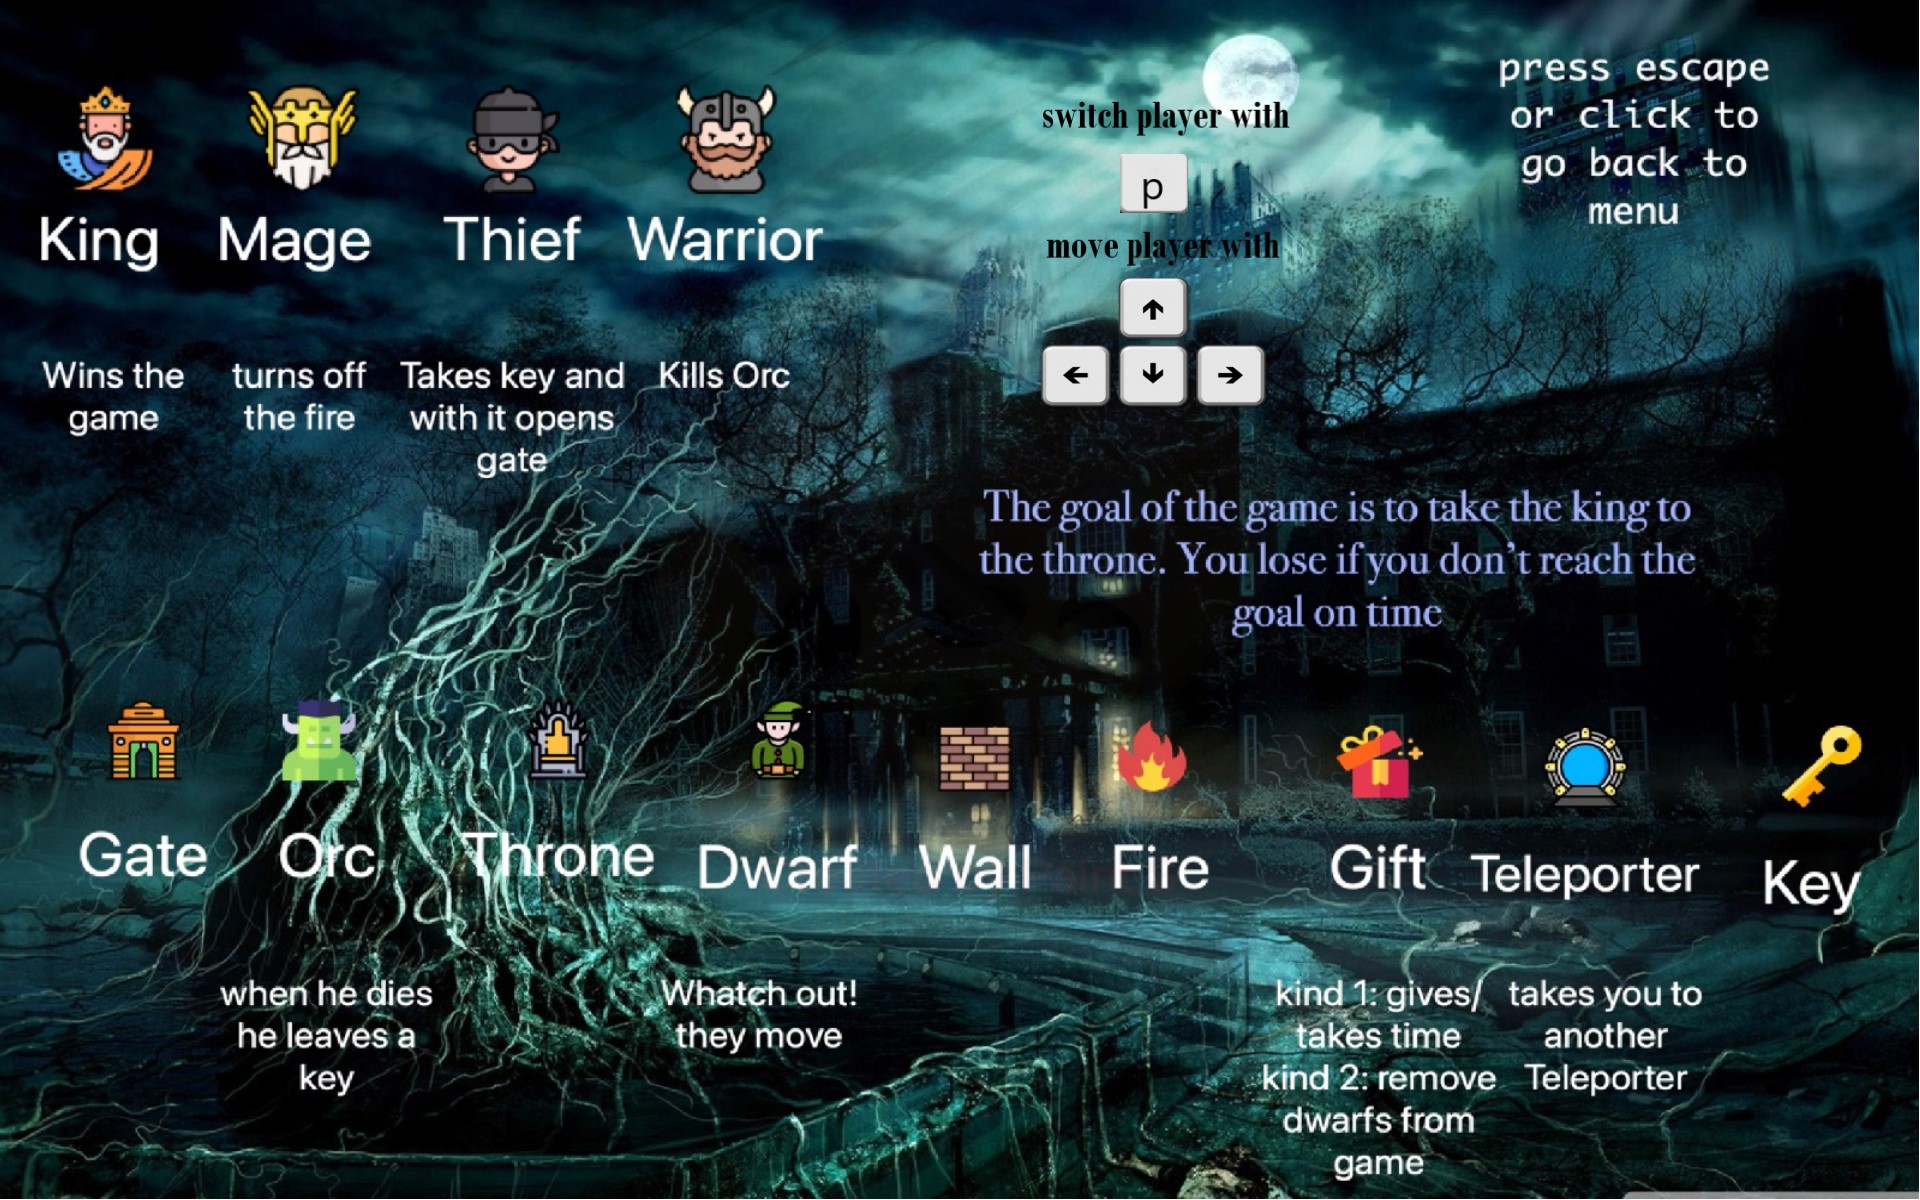 King Mage Thief Warrior
Wins the
game
turns off
the fire
Takes key and
with it opens
gate
Kills Orc
switch player with
p
move player with
↑
← ↓ →
press escape
or click to
go back to
menu
The goal of the game is to take the king to
the throne. You lose if you don't reach the
goal on time
Gate Orc Throne Dwarf Wall Fire Gift Teleporter Key
when he dies
he leaves a
key
Whatch out!
they move
kind 1: gives/
takes time
kind 2: remove
dwarfs from
game
takes you to
another
Teleporter